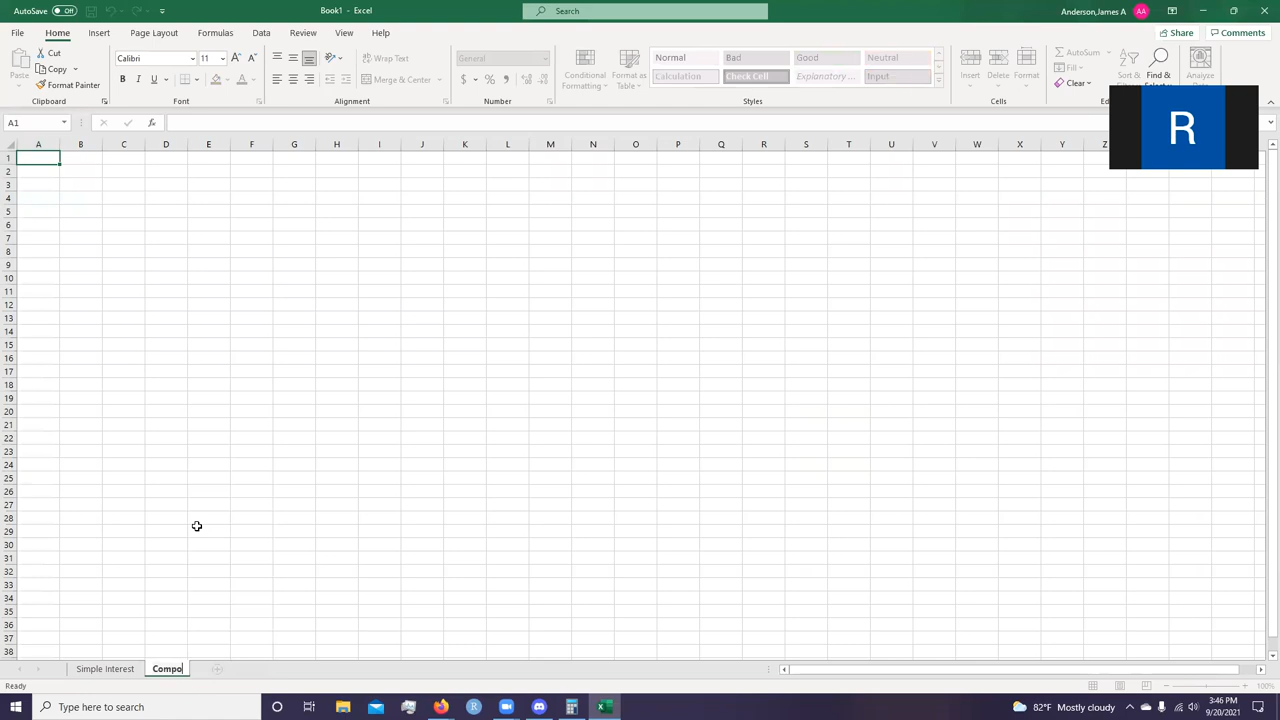 AutoSave Off Book1 - Excel Search Anderson,James A AA
File Home Insert Page Layout Formulas Data Review View Help Share Comments
Cut
Copy
Format Painter
Paste
Clipboard
Calibri 11
B I U
Font
Wrap Text
Merge & Center
Alignment
General
$ % ,
Number
Conditional Formatting
Format as Table
Normal Bad Good Neutral
Calculation Check Cell Explanatory ... Input
Styles
Insert Delete Format
Cells
AutoSum
Fill
Clear
Sort &
Find &
Analyze Data
R
A1 fx
A B C D E F G H I J K L M N O P Q R S T U V W X Y Z
1
2
3
4
5
6
7
8
9
10
11
12
13
14
15
16
17
18
19
20
21
22
23
24
25
26
27
28
29
30
31
32
33
34
35
36
37
38
Simple Interest Compo
Ready 100%
Type here to search R 82°F Mostly cloudy 3:46 PM
9/20/2021